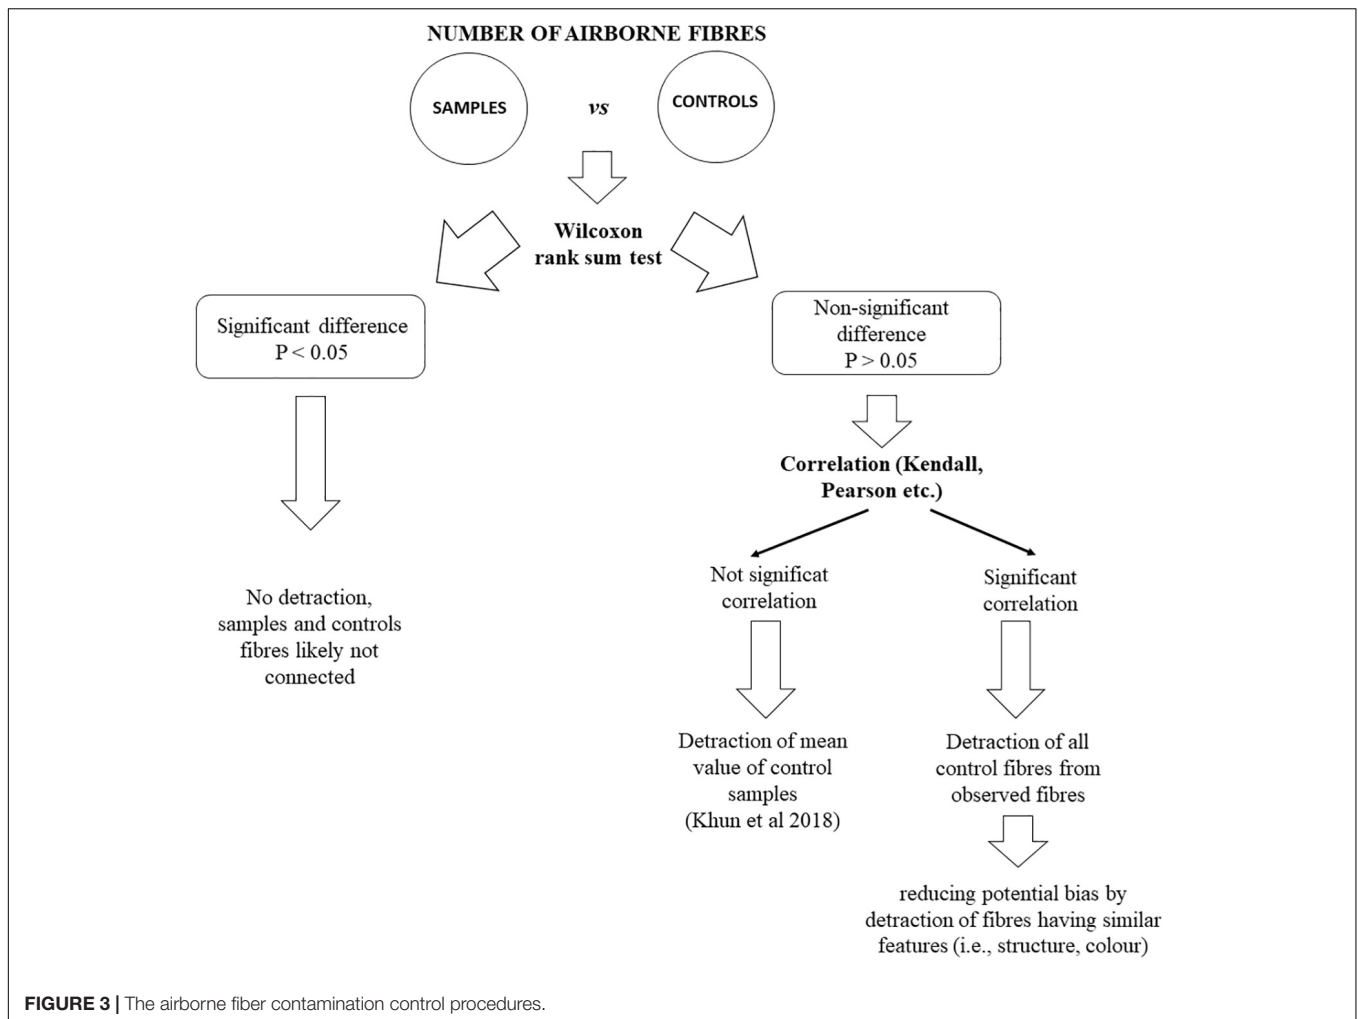 NUMBER OF AIRBORNE FIBRES
SAMPLES
vs
CONTROLS
Wilcoxon
rank sum test
Significant difference
P < 0.05
Non-significant
difference
P > 0.05
No detraction,
samples and controls
fibres likely not
connected
Correlation (Kendall,
Pearson etc.)
Not significat
correlation
Significant
correlation
Detraction of mean
value of control
samples
(Khun et al 2018)
Detraction of all
control fibres from
observed fibres
reducing potential bias by
detraction of fibres having similar
features (i.e., structure, colour)
FIGURE 3 | The airborne fiber contamination control procedures.